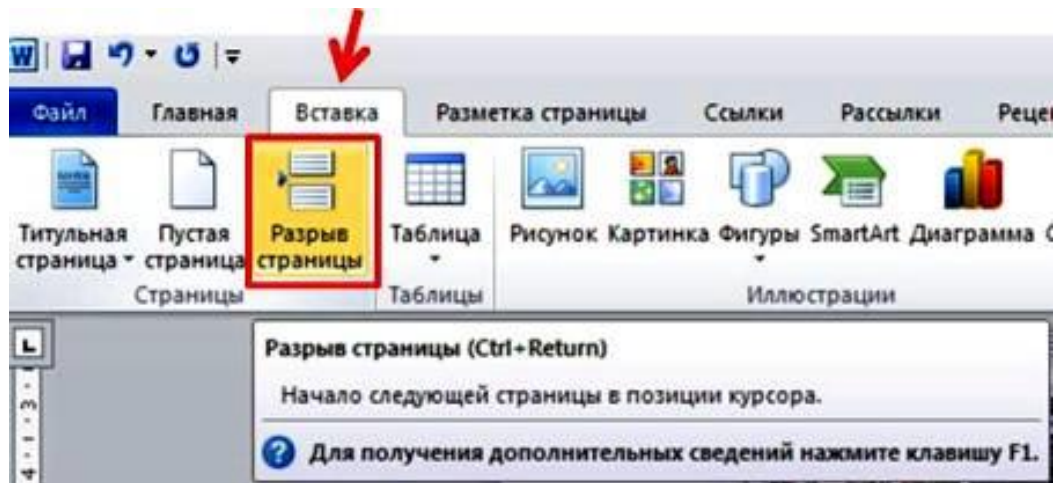 Файл Главная Вставка Разметка страницы Ссылки Рассылки Реце
Титульная страница
Пустая страница
Разрыв страницы
Таблица
Рисунок Картинка Фигуры SmartArt Диаграмма
Страницы Таблицы Иллюстрации
Разрыв страницы (Ctrl+Return)
Начало следующей страницы в позиции курсора.
Для получения дополнительных сведений нажмите клавишу F1.